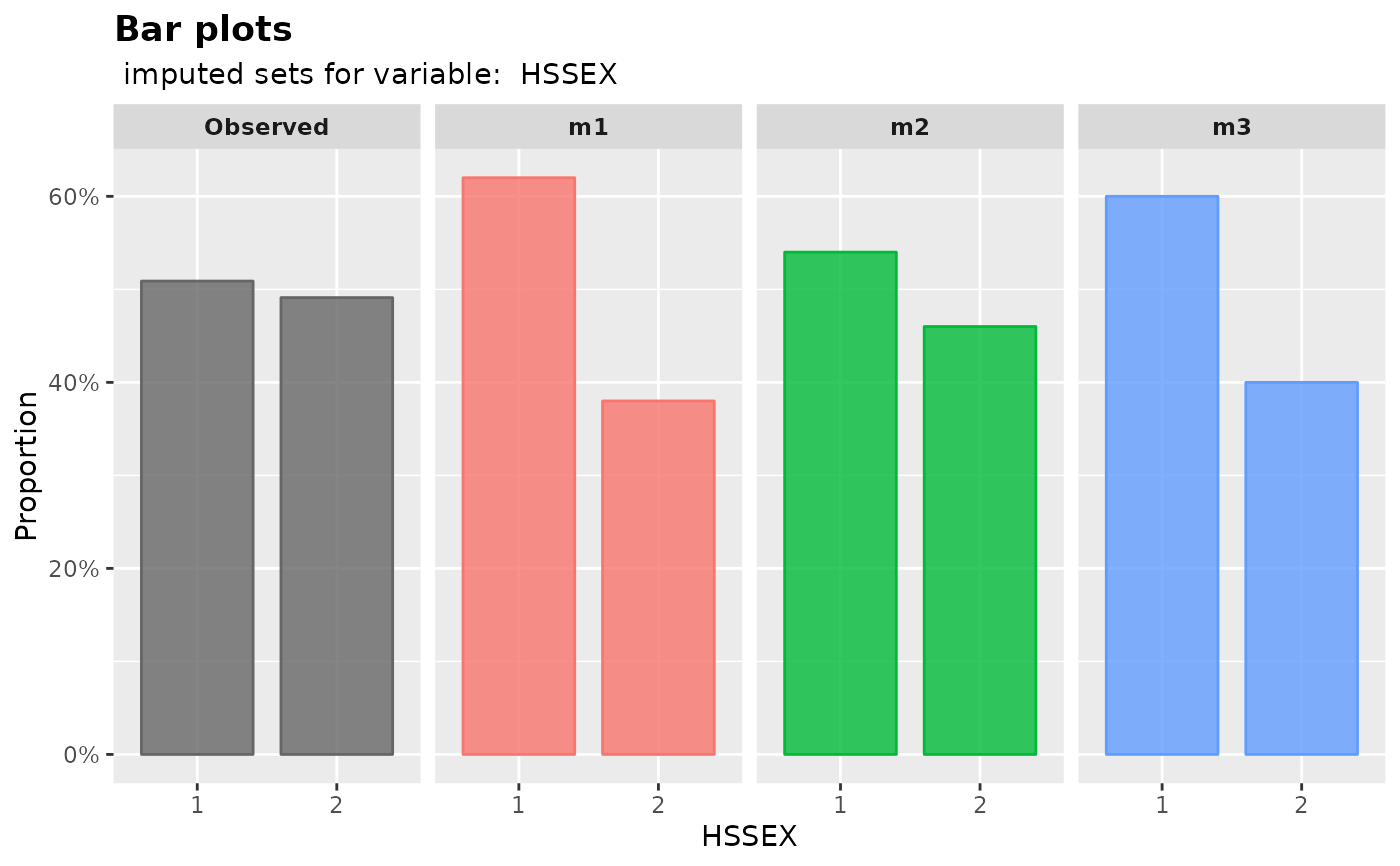 Bar plots
imputed sets for variable:  HSSEX
Observed m1 m2 m3
60%
40%
20%
0%
Proportion
1 2 1 2 1 2 1 2
HSSEX